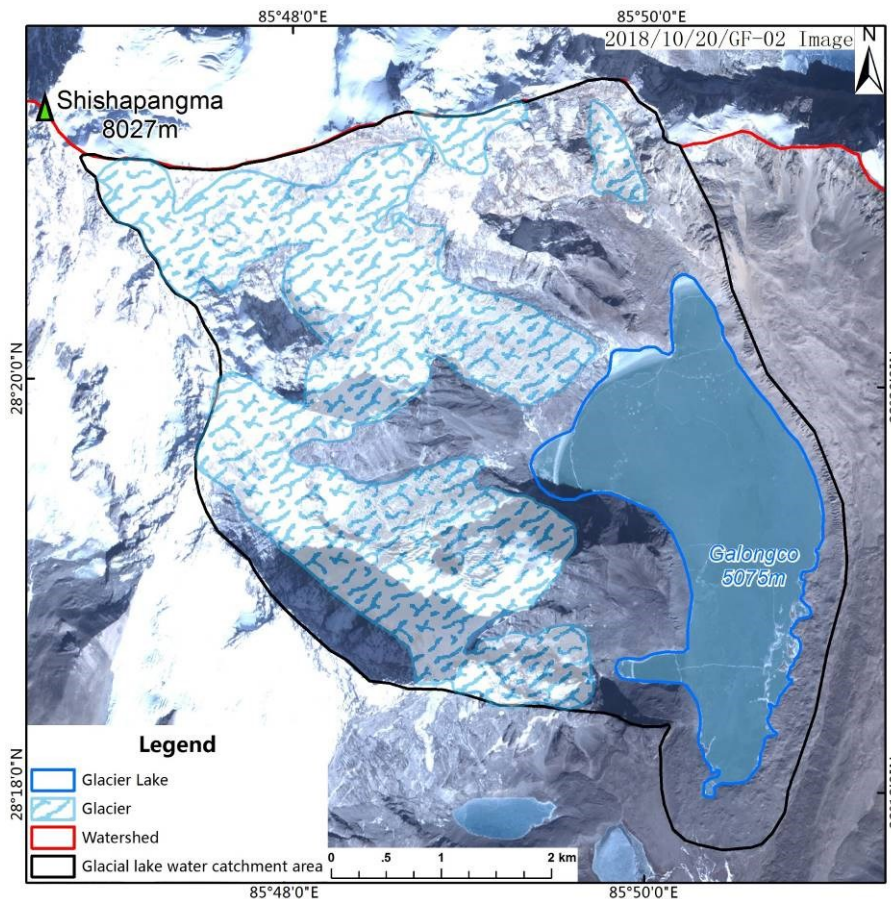 85°48'0"E
85°50'0"E
2018/10/20/GF-02 Image
N
Shishapangma
8027m
28°20'0"N
Galongco
5075m
28°18'0"N
Legend
Glacier Lake
Glacier
Watershed
Glacial lake water catchment area
0 .5 1 2 km
85°48'0"E
85°50'0"E